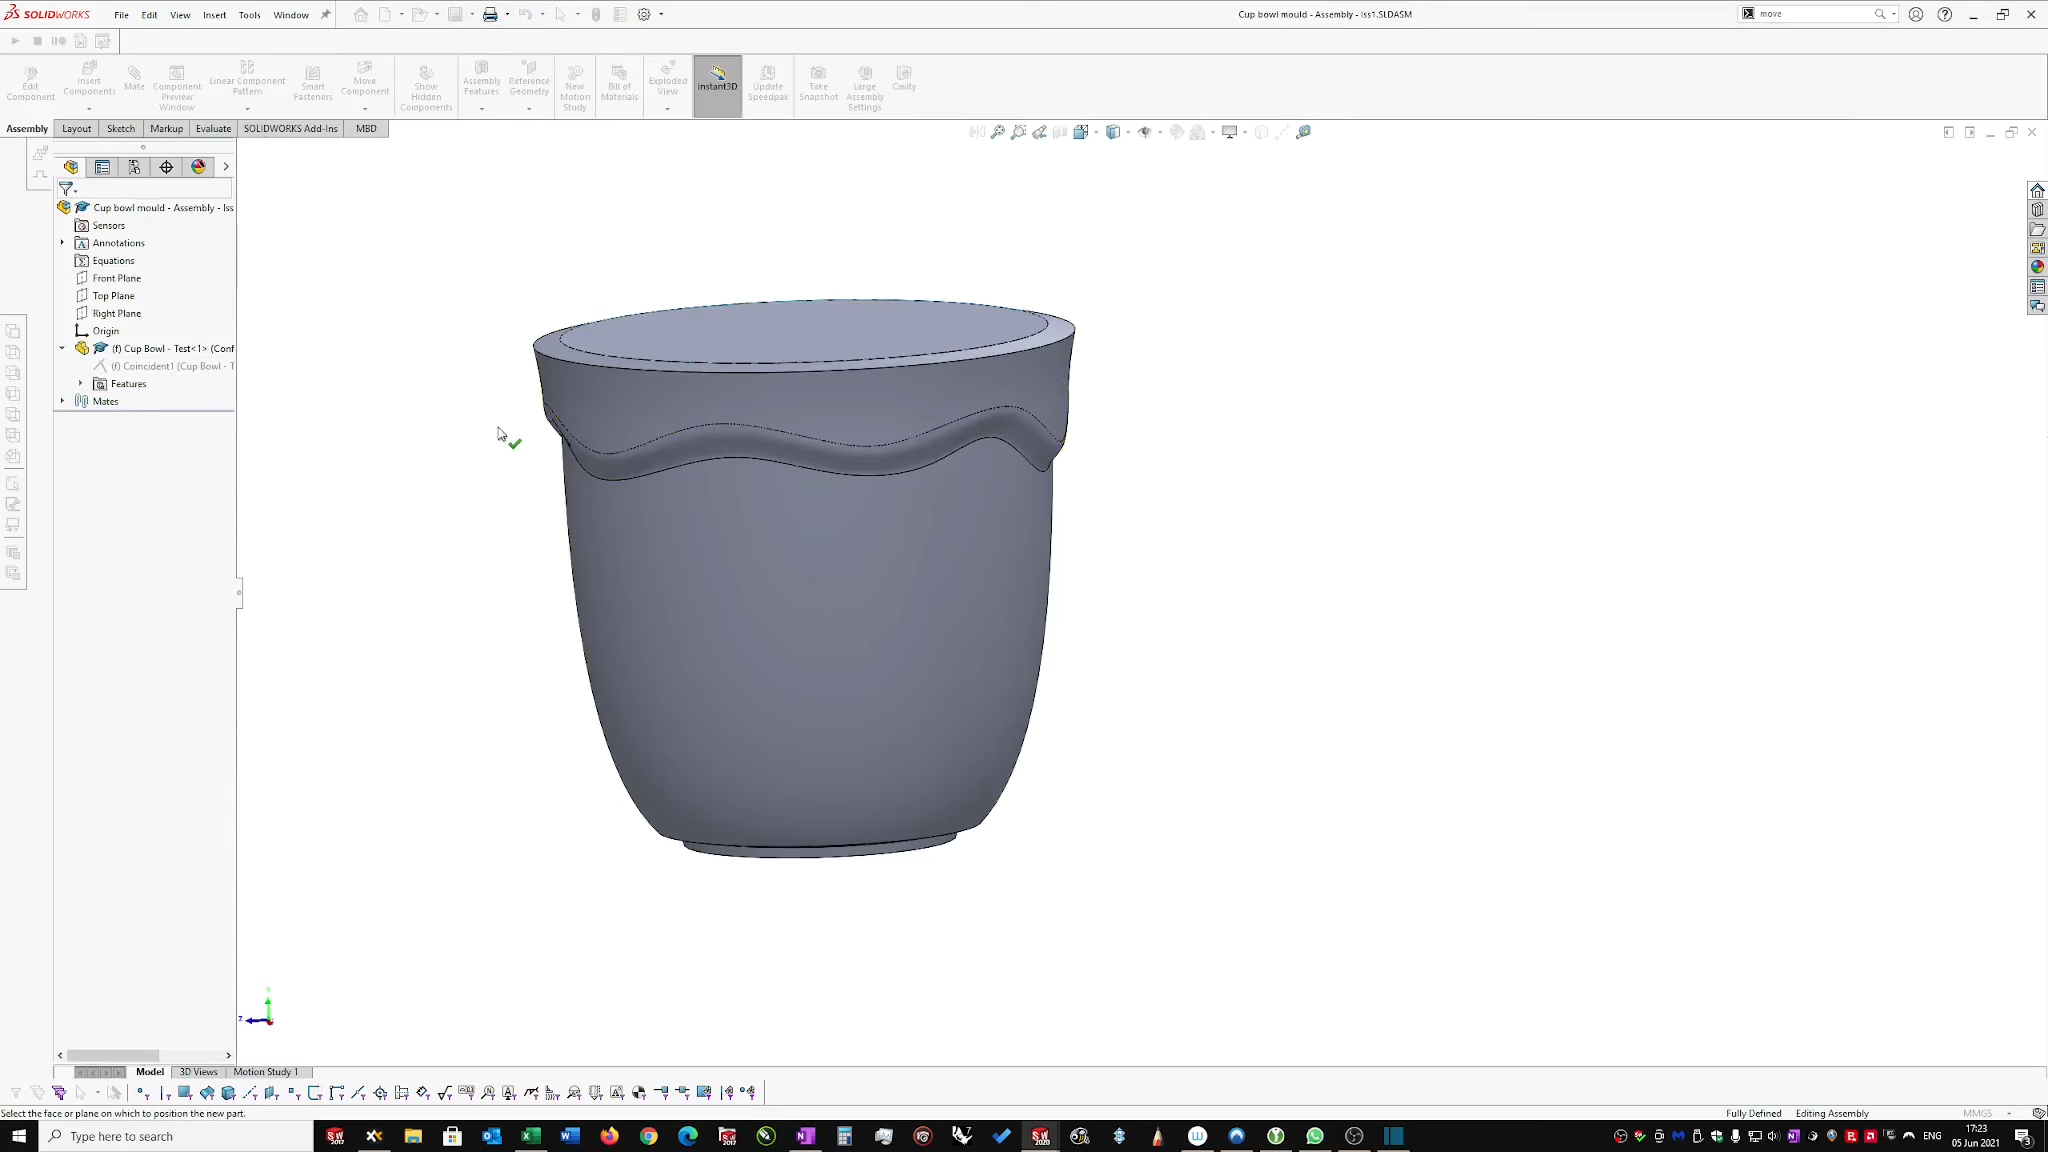 SOLIDWORKS File Edit View Insert Tools Window
Cup bowl mould - Assembly - Iss1.SLDASM
move
Edit Component
Insert Components
Mate
Component Preview Window
Linear Component Pattern
Smart Fasteners
Move Component
Show Hidden Components
Assembly Features
Reference Geometry
New Motion Study
Bill of Materials
Exploded View
Instant3D
Update Speedpak
Take Snapshot
Large Assembly Settings
Cavity
Assembly Layout Sketch Markup Evaluate SOLIDWORKS Add-Ins MBD
Cup bowl mould - Assembly - Iss
Sensors
Annotations
Equations
Front Plane
Top Plane
Right Plane
Origin
(f) Cup Bowl - Test<1> (Conf
(f) Coincident1 (Cup Bowl - T
Features
Mates
Y
Z
Model 3D Views Motion Study 1
Select the face or plane on which to position the new part.
Fully Defined Editing Assembly MMGS
Type here to search
ENG
17:23
05 Jun 2021